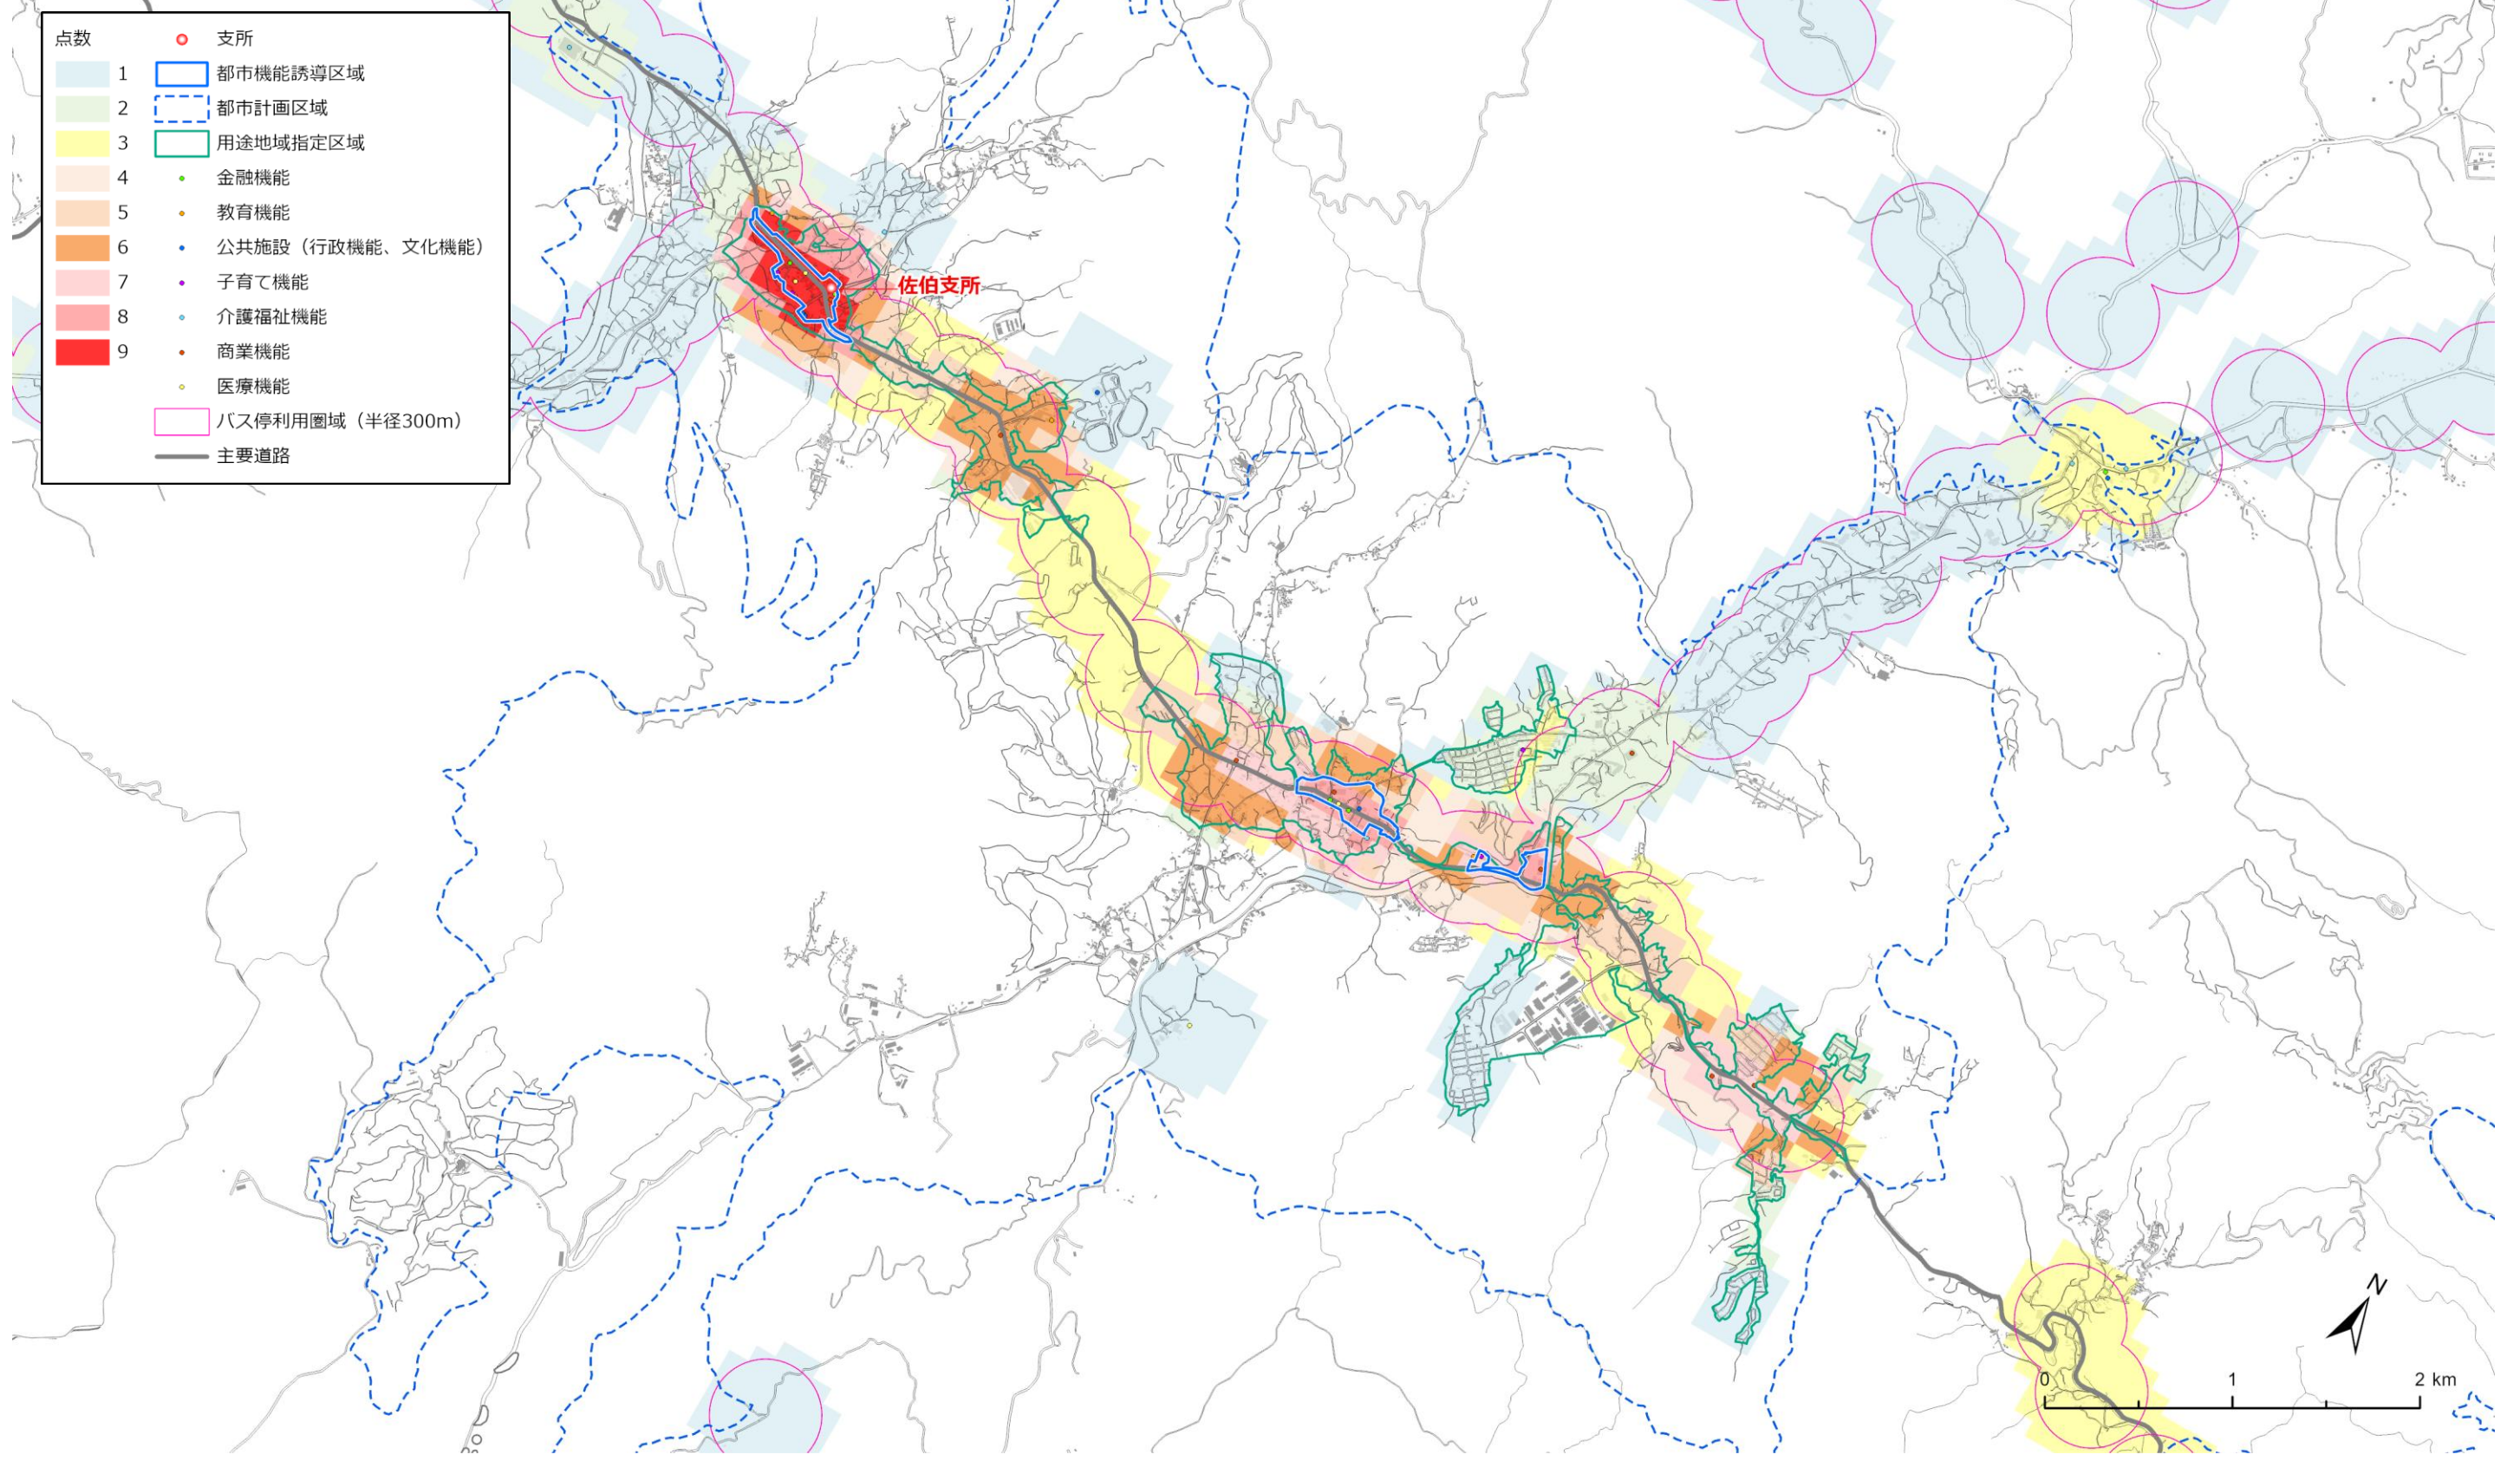 点数
支所
1
都市機能誘導区域
2
都市計画区域
3
用途地域指定区域
4
金融機能
5
教育機能
6
公共施設（行政機能、文化機能）
7
子育て機能
8
介護福祉機能
9
商業機能
医療機能
バス停利用圏域（半径300m）
主要道路
佐伯支所
N
0 1 2 km